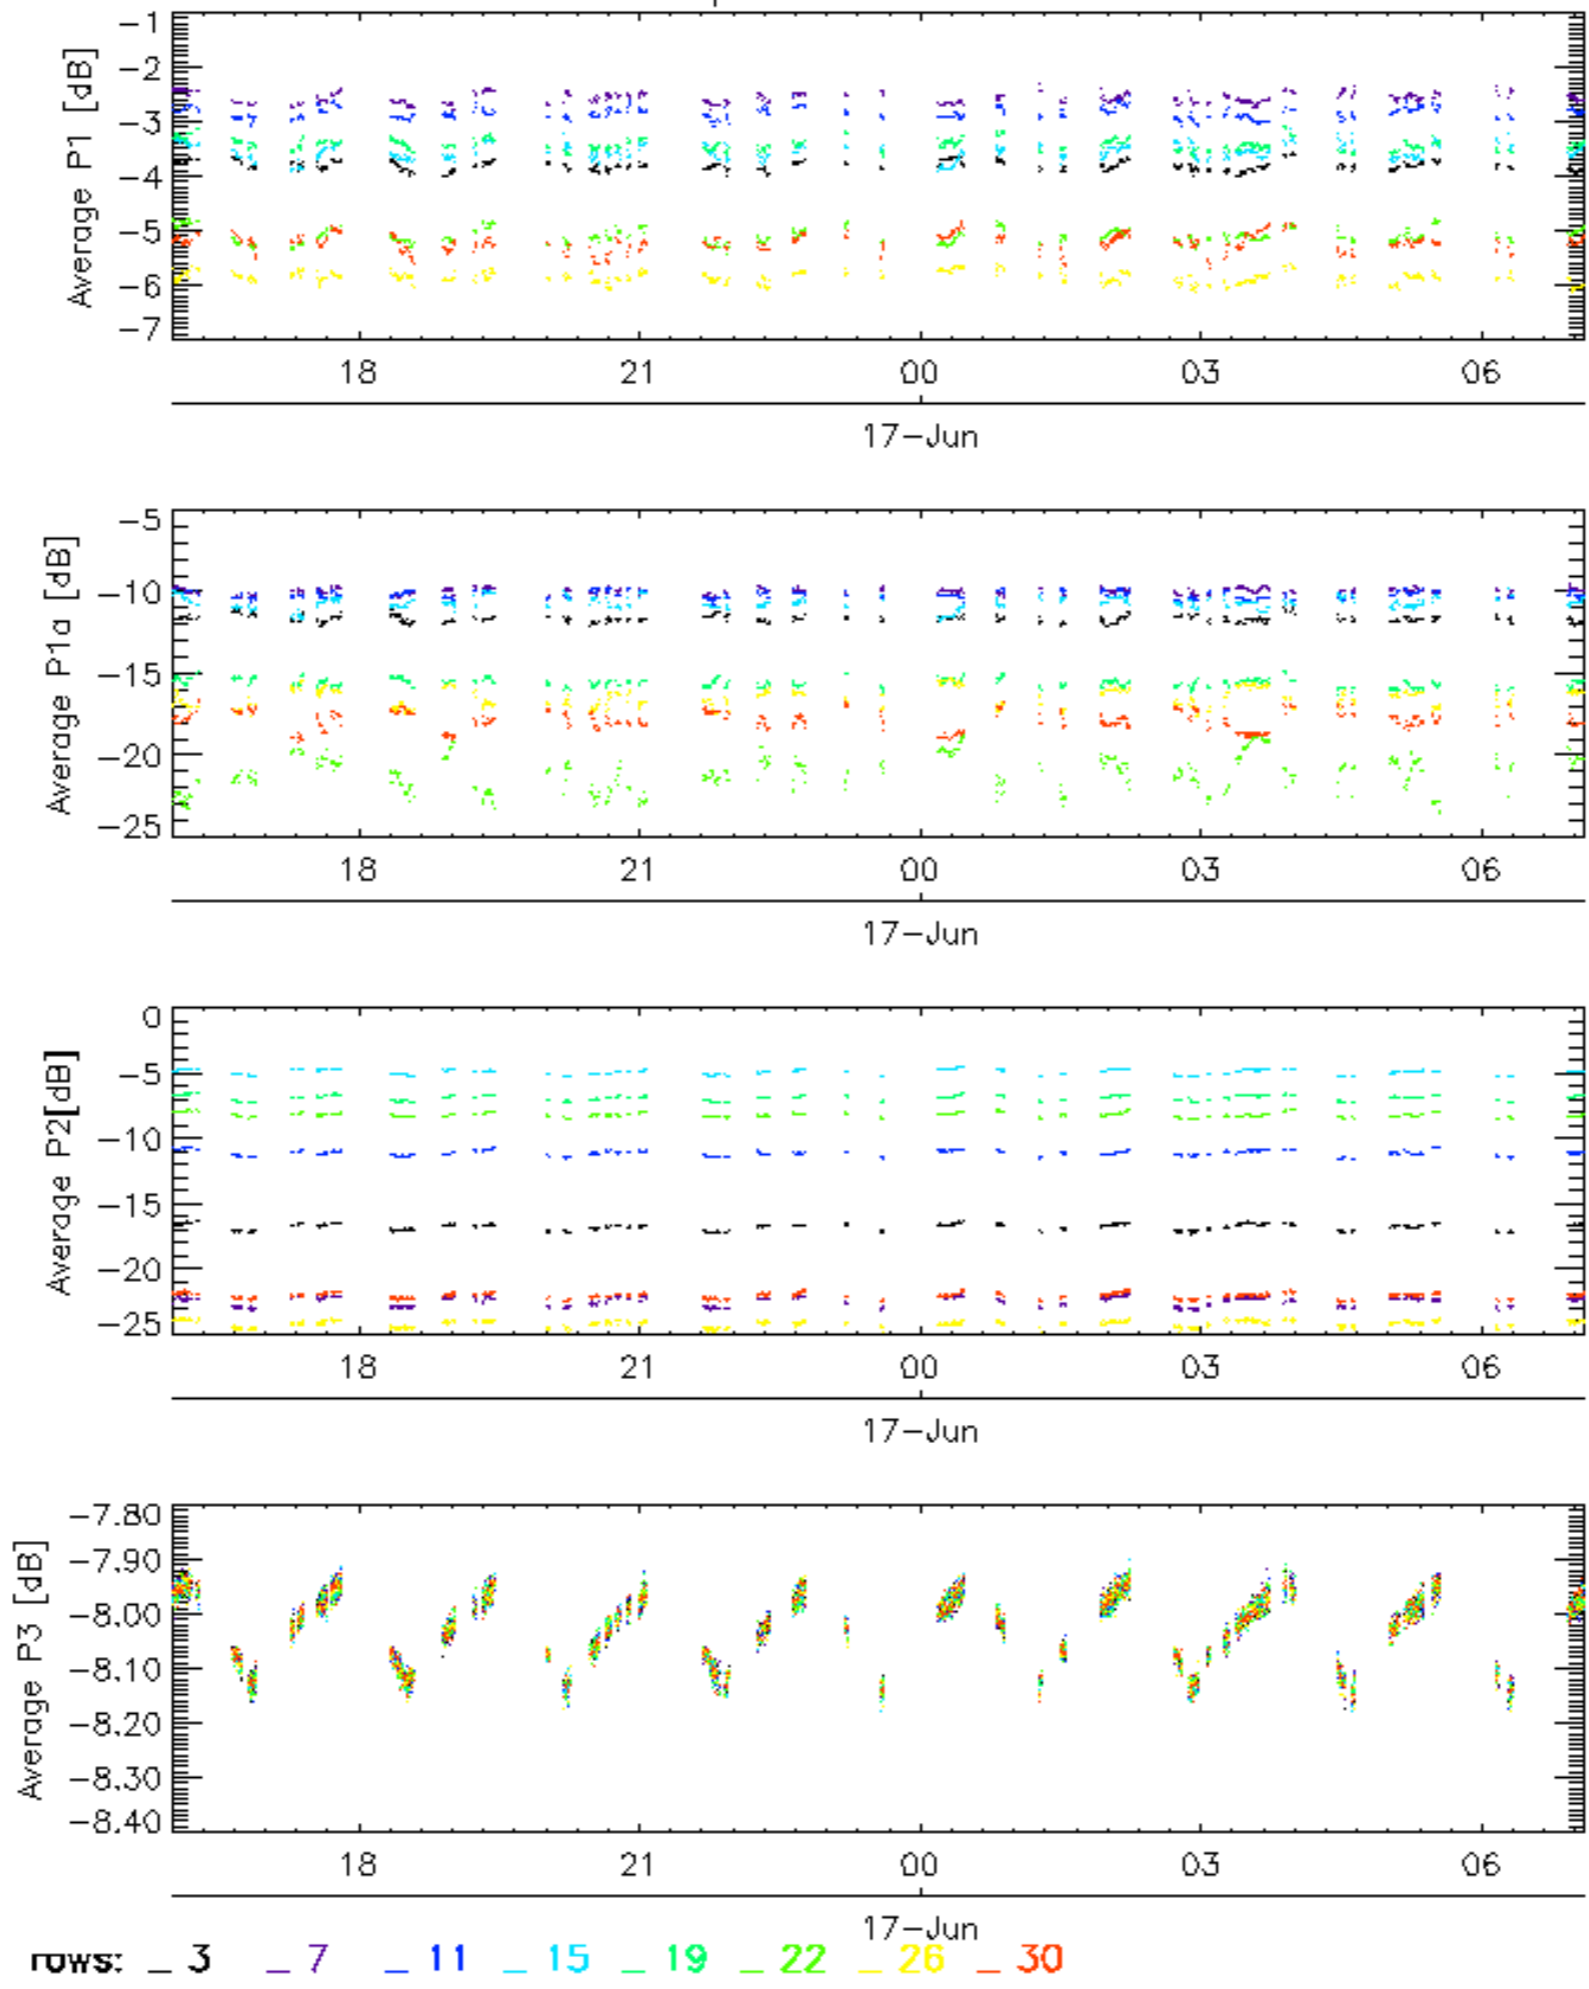 Average P1 [dB]
-1
-2
-3
-4
-5
-6
-7
18 21 00 03 06
17-Jun
Average P1a [dB]
-5
-10
-15
-20
-25
18 21 00 03 06
17-Jun
Average P2[dB]
0
-5
-10
-15
-20
-25
18 21 00 03 06
17-Jun
Average P3 [dB]
-7.80
-7.90
-8.00
-8.10
-8.20
-8.30
-8.40
18 21 00 03 06
17-Jun
rows: _ 3 _ 7 _ 11 _ 15 _ 19 _ 22 _ 26 _ 30